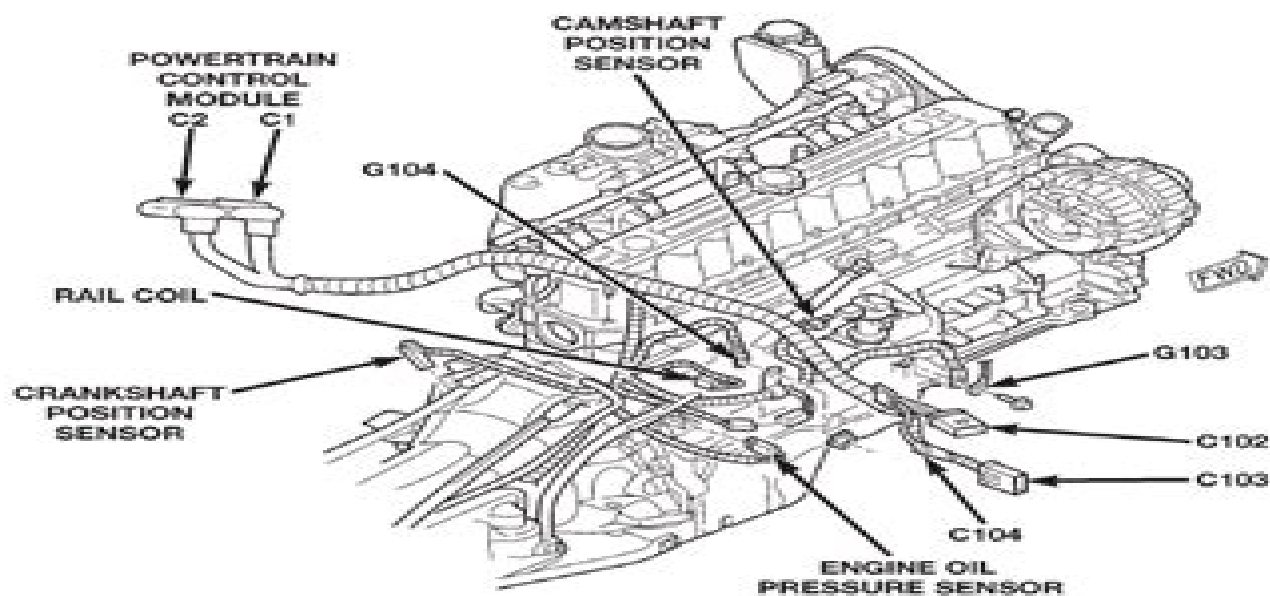 CAMSHAFT
POSITION
SENSOR
POWERTRAIN
CONTROL
MODULE
C2 C1
G104
FWD
RAIL COIL
G103
CRANKSHAFT
POSITION
SENSOR
C102
C103
C104
ENGINE OIL
PRESSURE SENSOR